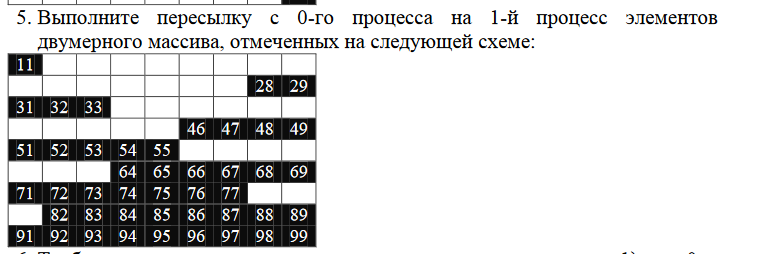 5. Выполните пересылку с 0-го процесса на 1-й процесс элементов
двумерного массива, отмеченных на следующей схеме:
11
28 29
31 32 33
46 47 48 49
51 52 53 54 55
64 65 66 67 68 69
71 72 73 74 75 76 77
82 83 84 85 86 87 88 89
91 92 93 94 95 96 97 98 99